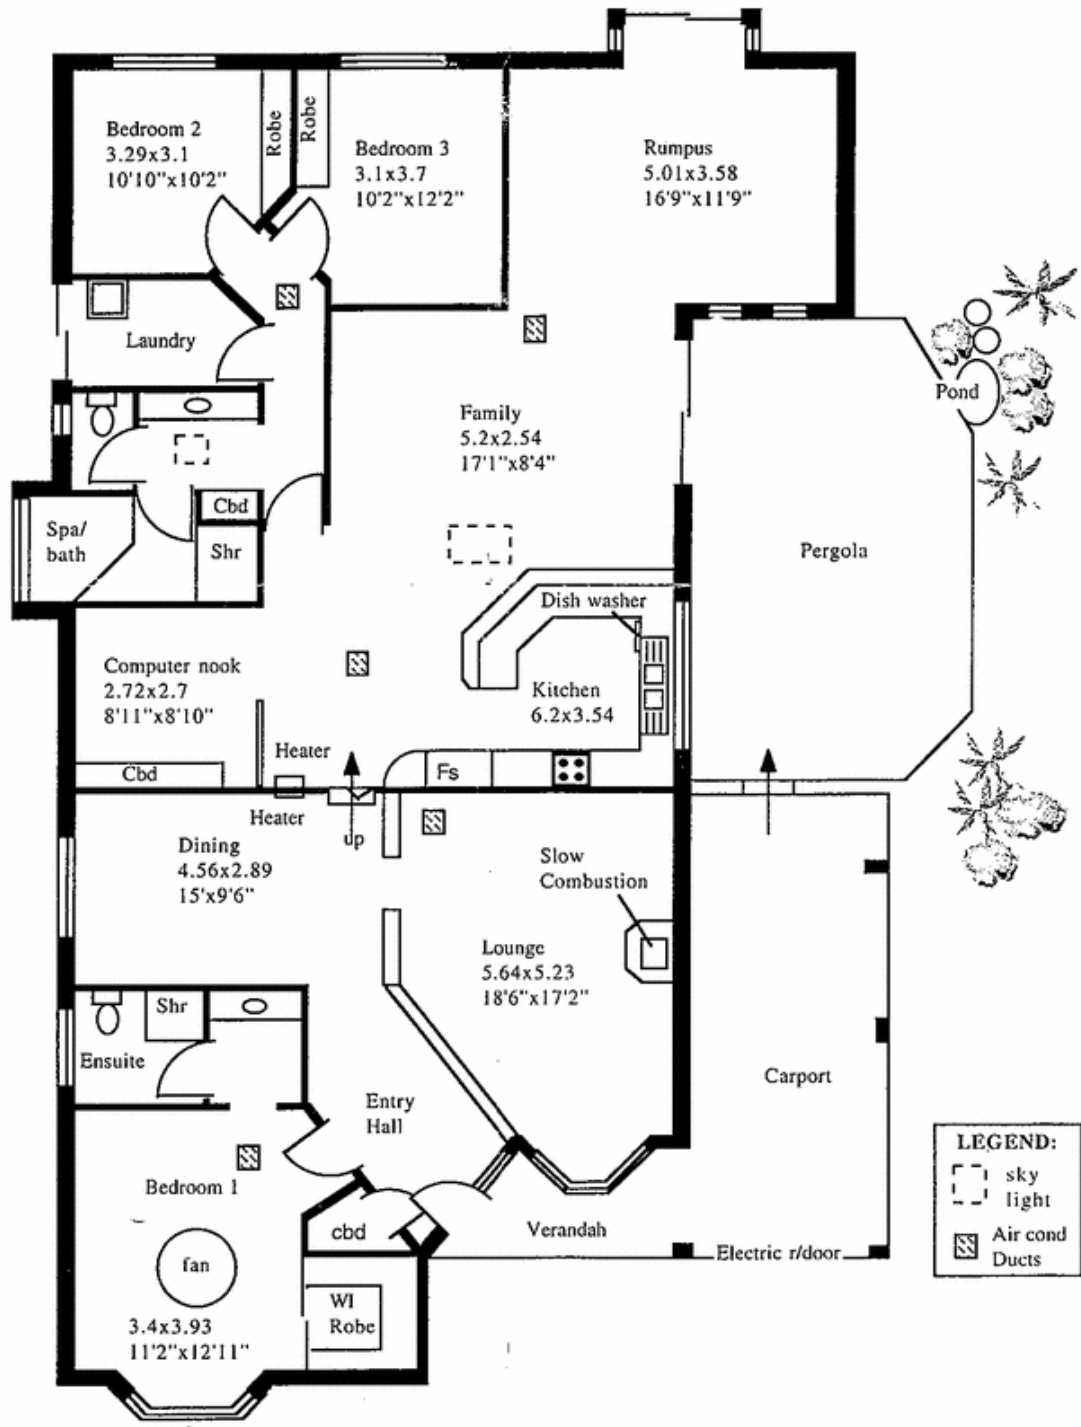 Bedroom 2
3.29x3.1
10'10"x10'2"
Robe
Robe
Bedroom 3
3.1x3.7
10'2"x12'2"
Rumpus
5.01x3.58
16'9"x11'9"
Laundry
Family
5.2x2.54
17'1"x8'4"
Pond
Cbd
Spa/
bath
Shr
Pergola
Dish washer
Computer nook
2.72x2.7
8'11"x8'10"
Kitchen
6.2x3.54
Cbd
Heater
Fs
Heater
up
Dining
4.56x2.89
15'x9'6"
Slow
Combustion
Lounge
5.64x5.23
18'6"x17'2"
Shr
Ensuite
Carport
Entry
Hall
Bedroom 1
cbd
Verandah
Electric r/door
fan
WI
Robe
3.4x3.93
11'2"x12'11"
LEGEND:
sky
light
Air cond
Ducts